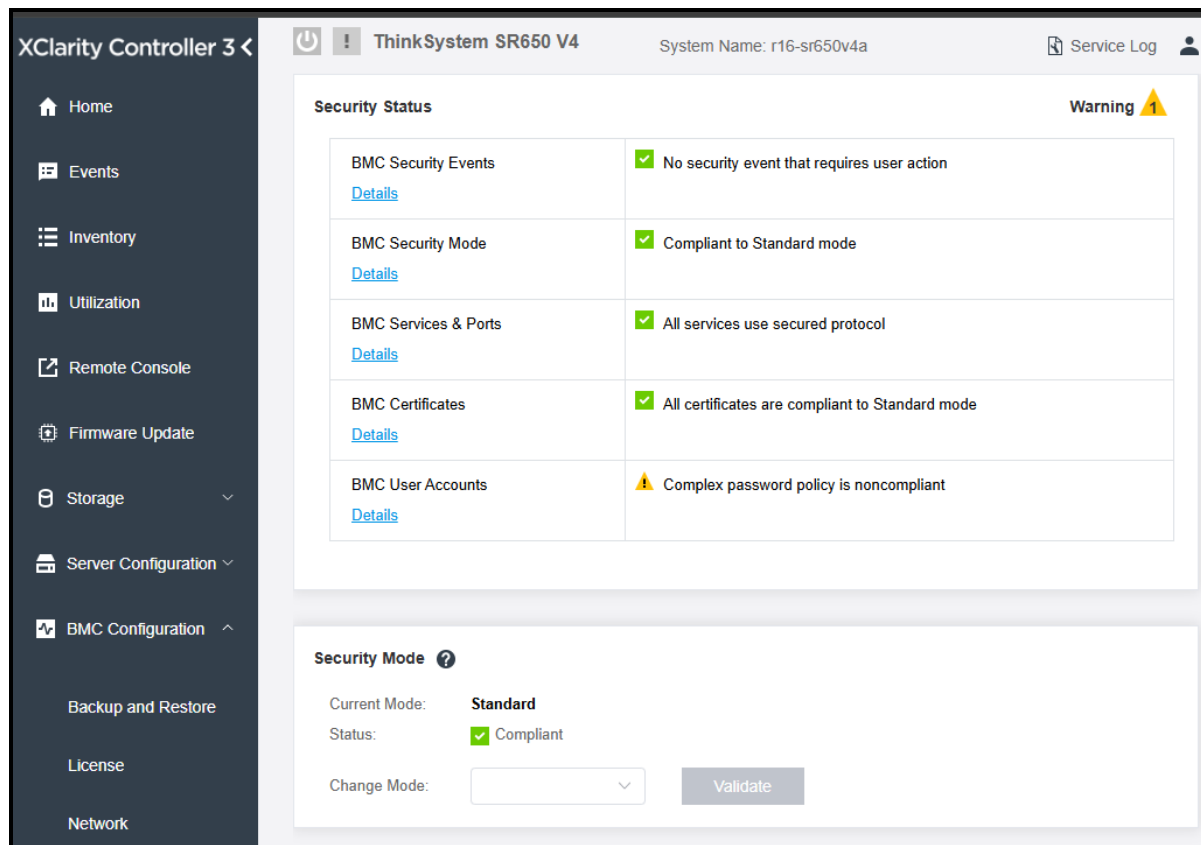 XClarity Controller 3
ThinkSystem SR650 V4
System Name: r16-sr650v4a
Service Log
Home
Events
Inventory
Utilization
Remote Console
Firmware Update
Storage
Server Configuration
BMC Configuration
Backup and Restore
License
Network
Security Status
Warning 1
BMC Security Events
Details
No security event that requires user action
BMC Security Mode
Details
Compliant to Standard mode
BMC Services & Ports
Details
All services use secured protocol
BMC Certificates
Details
All certificates are compliant to Standard mode
BMC User Accounts
Details
Complex password policy is noncompliant
Security Mode ?
Current Mode: Standard
Status: Compliant
Change Mode:
Validate